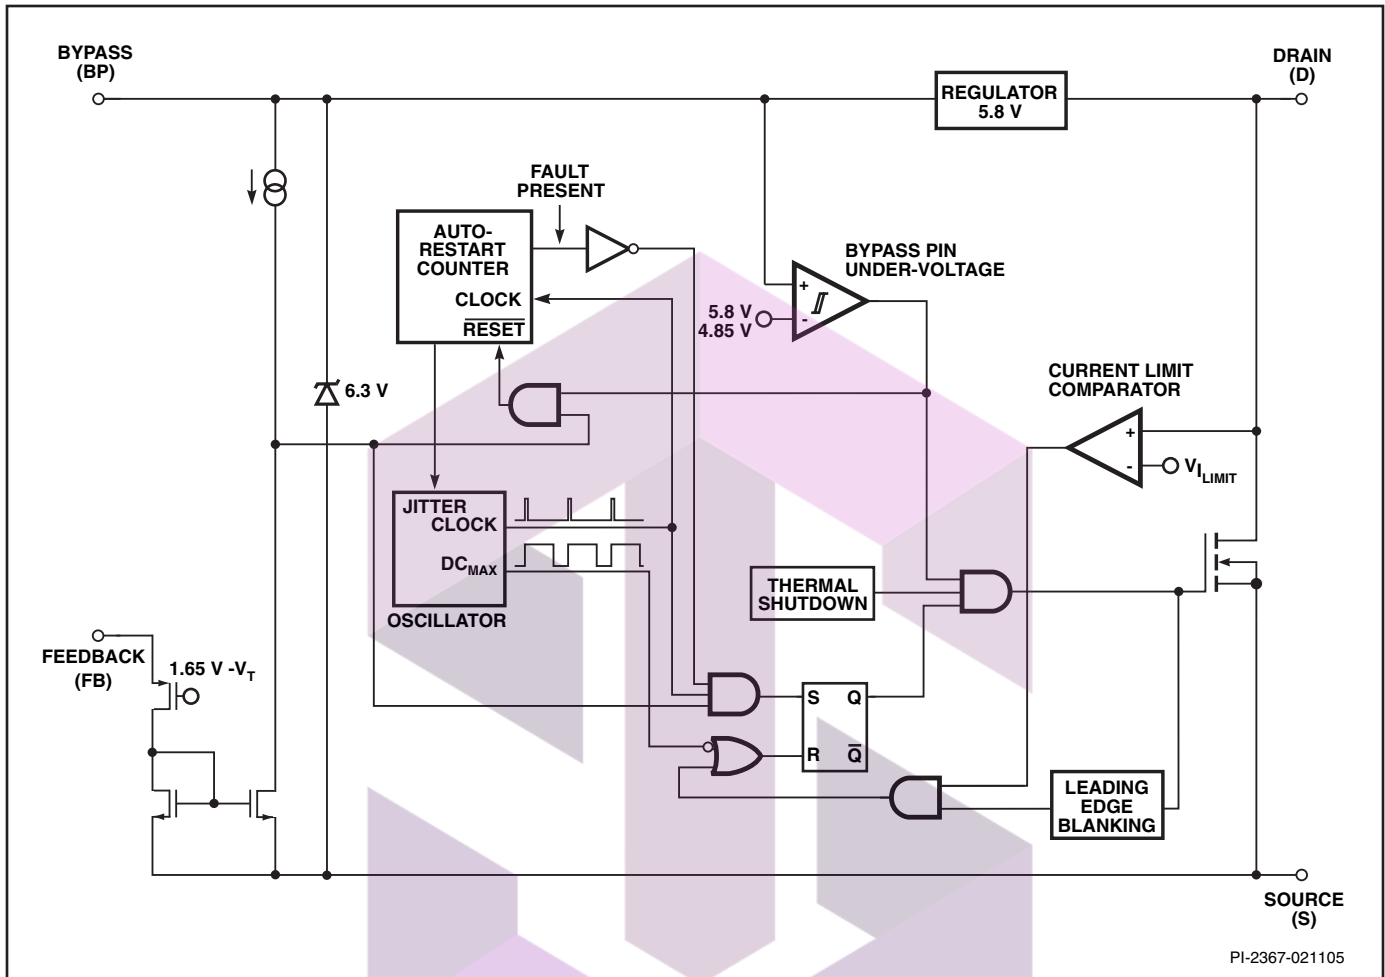 BYPASS
(BP)
DRAIN
(D)
REGULATOR
5.8 V
FAULT
PRESENT
AUTO-
RESTART
COUNTER
CLOCK
RESET
BYPASS PIN
UNDER-VOLTAGE
+
-
5.8 V
4.85 V
6.3 V
CURRENT LIMIT
COMPARATOR
+
-
VILIMIT
JITTER
CLOCK
DCMAX
OSCILLATOR
THERMAL
SHUTDOWN
FEEDBACK
(FB)
1.65 V -VT
S Q
R Q̅
LEADING
EDGE
BLANKING
SOURCE
(S)
PI-2367-021105